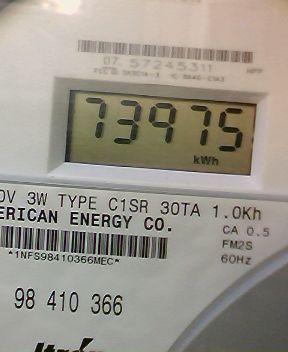 07. 57245311
73975
kWh
0V 3W TYPE C1SR 30TA 1.0Kh
ERICAN ENERGY CO.
CA 0.5
FM2S
60Hz
*1NFS98410366MEC*
98 410 366
Itrón